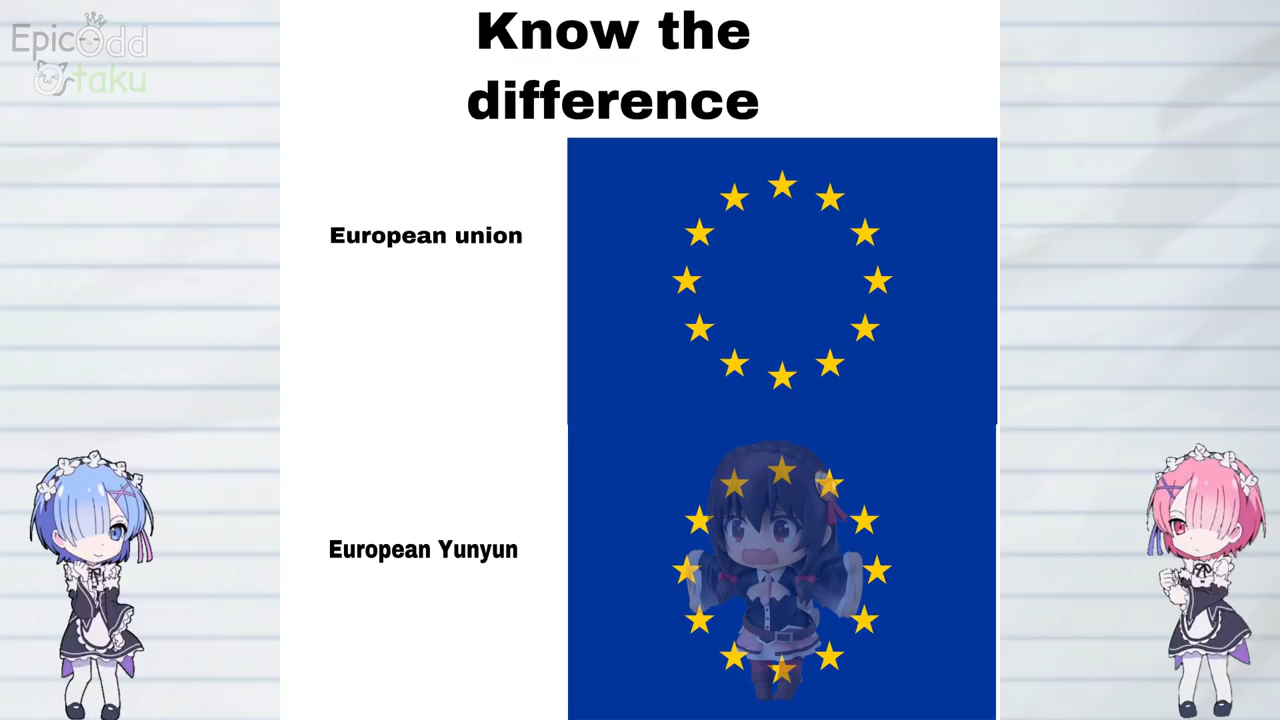 EpicOdd
Otaku
Know the
difference
European union
European Yunyun